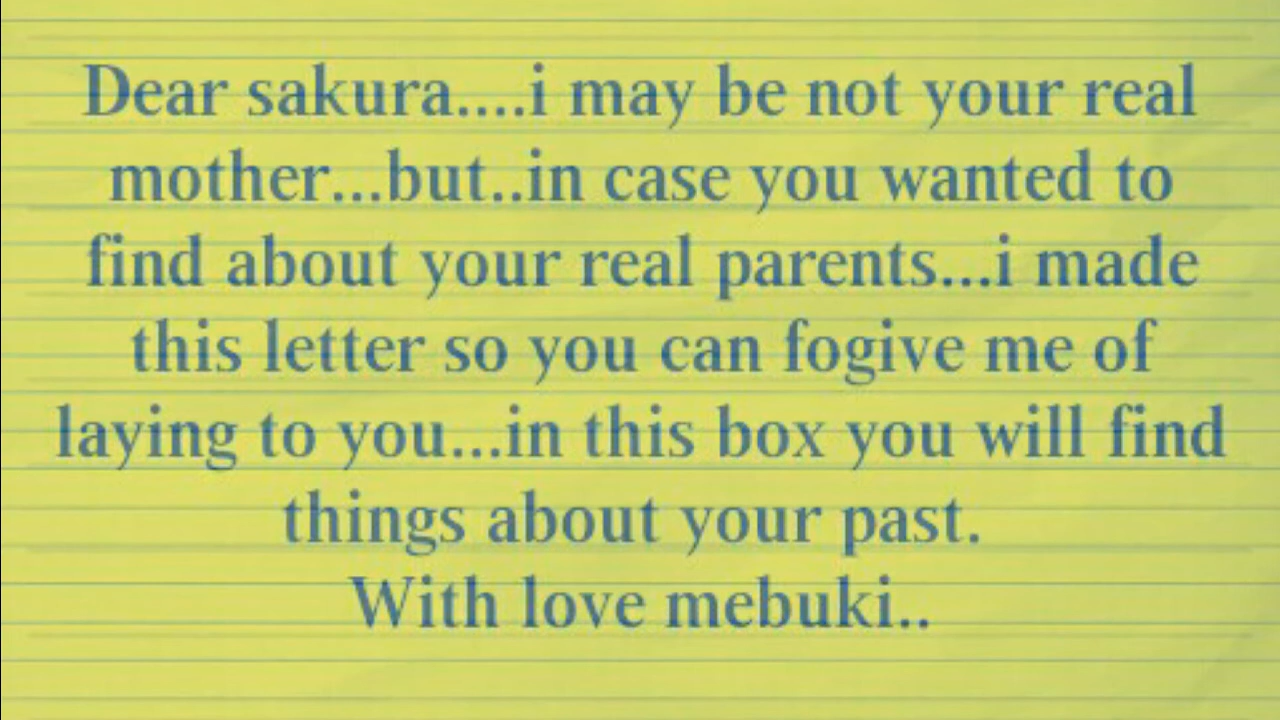 Dear sakura....i may be not your real
mother...but..in case you wanted to
find about your real parents...i made
this letter so you can fogive me of
laying to you...in this box you will find
things about your past.
With love mebuki..